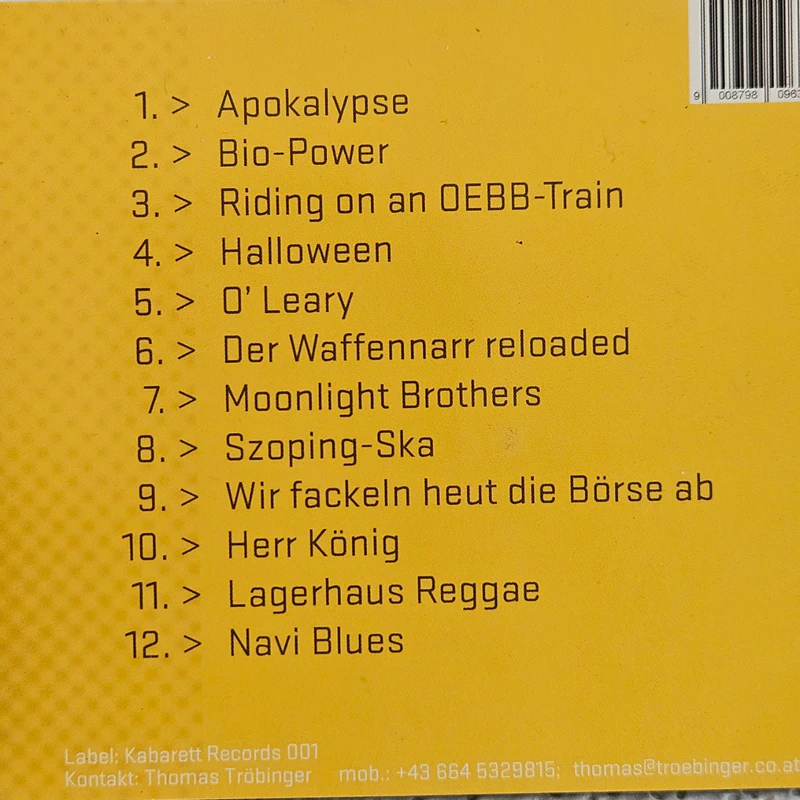 9 008798 0963
1. > Apokalypse
2. > Bio-Power
3. > Riding on an OEBB-Train
4. > Halloween
5. > O' Leary
6. > Der Waffennarr reloaded
7. > Moonlight Brothers
8. > Szoping-Ska
9. > Wir fackeln heut die Börse ab
10. > Herr König
11. > Lagerhaus Reggae
12. > Navi Blues
Label: Kabarett Records 001
Kontakt: Thomas Tröbinger mob.: +43 664 5329815; thomas@troebinger.co.at